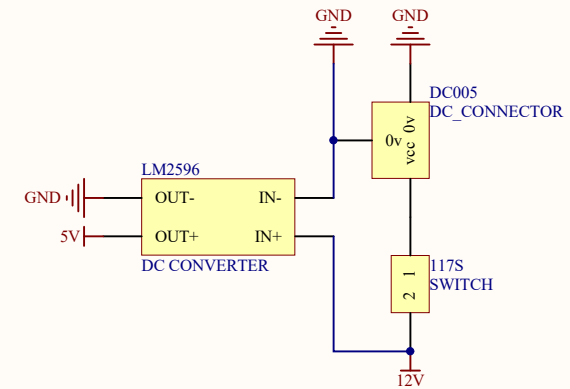 GND GND
DC005
DC_CONNECTOR
0v
vcc 0v
LM2596
GND OUT- IN-
5V OUT+ IN+
DC CONVERTER
117S
SWITCH
2 1
12V